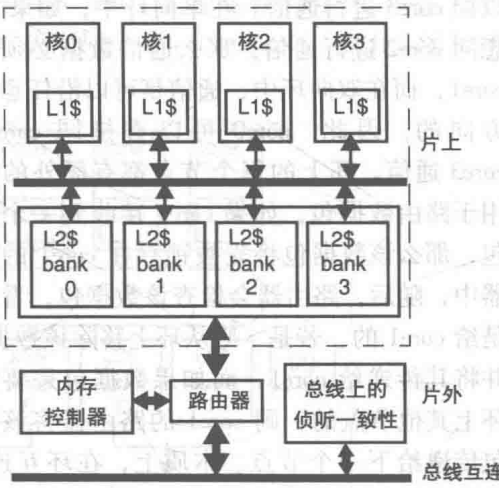 核0 核1 核2 核3
L1$ L1$ L1$ L1$
片上
L2$ L2$ L2$ L2$
bank bank bank bank
0 1 2 3
内存 路由器 总线上的 片外
控制器 侦听一致性
总线互连